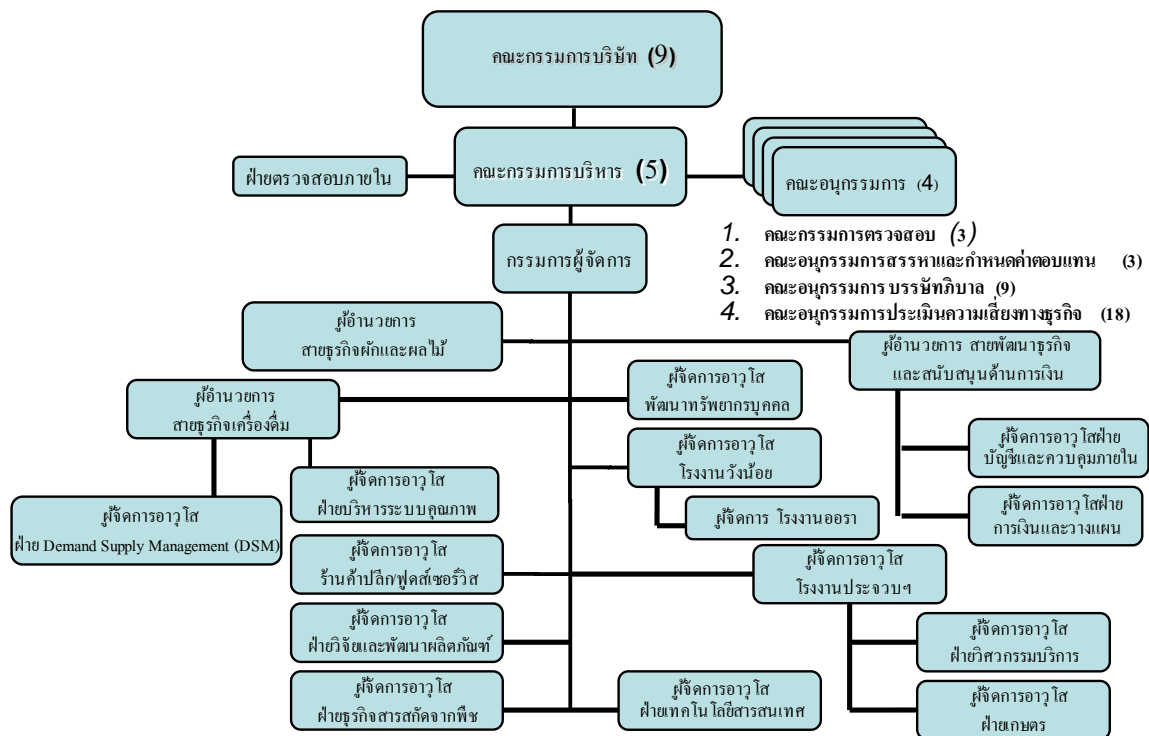 คณะกรรมการบริษัท (9)
ฝ่ายตรวจสอบภายใน
คณะกรรมการบริหาร (5)
คณะอนุกรรมการ (4)
กรรมการผู้จัดการ
1. คณะกรรมการตรวจสอบ (3)
2. คณะอนุกรรมการสรรหาและกำหนดค่าตอบแทน (3)
3. คณะอนุกรรมการ บรรษัทภิบาล (9)
4. คณะอนุกรรมการประเมินความเสี่ยงทางธุรกิจ (18)
ผู้อำนวยการ
สายธุรกิจผักและผลไม้
ผู้อำนวยการ สายพัฒนาธุรกิจ
และสนับสนุนด้านการเงิน
ผู้อำนวยการ
สายธุรกิจเครื่องดื่ม
ผู้จัดการอาวุโส
พัฒนาทรัพยากรบุคคล
ผู้จัดการอาวุโสฝ่าย
บัญชีและควบคุมภายใน
ผู้จัดการอาวุโส
โรงงานวังน้อย
ผู้จัดการอาวุโส
ฝ่ายบริหารระบบคุณภาพ
ผู้จัดการอาวุโส
ฝ่าย Demand Supply Management (DSM)
ผู้จัดการ โรงงานออรา
ผู้จัดการอาวุโสฝ่าย
การเงินและวางแผน
ผู้จัดการอาวุโส
ร้านค้าปลีก/ฟูดส์เซอร์วิส
ผู้จัดการอาวุโส
โรงงานประจวบฯ
ผู้จัดการอาวุโส
ฝ่ายวิจัยและพัฒนาผลิตภัณฑ์
ผู้จัดการอาวุโส
ฝ่ายวิศวกรรมบริการ
ผู้จัดการอาวุโส
ฝ่ายธุรกิจสารสกัดจากพืช
ผู้จัดการอาวุโส
ฝ่ายเทคโนโลยีสารสนเทศ
ผู้จัดการอาวุโส
ฝ่ายเกษตร